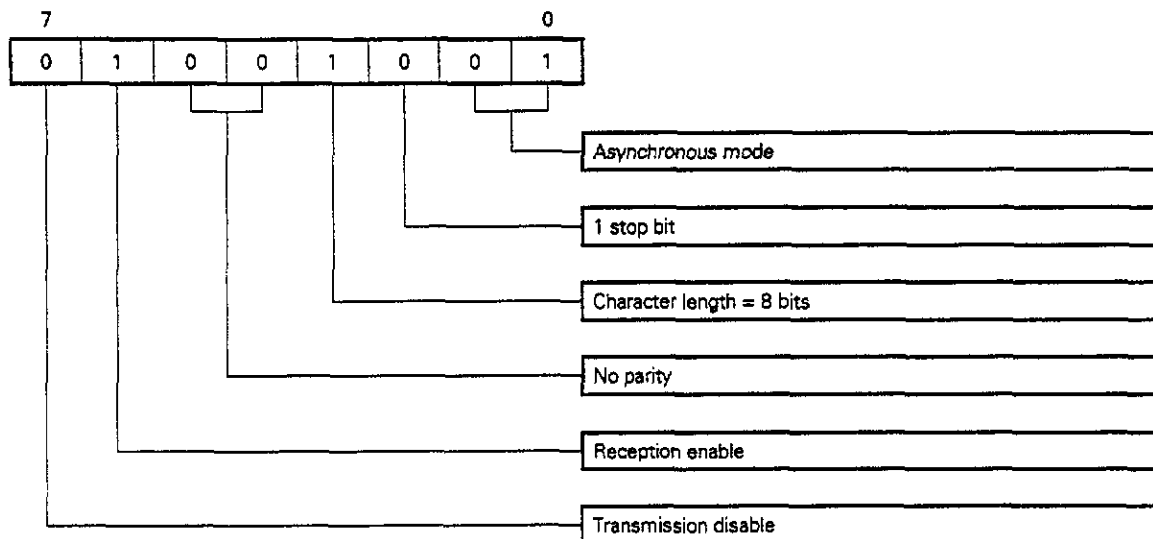 7 0
0 1 0 0 1 0 0 1
Asynchronous mode
1 stop bit
Character length = 8 bits
No parity
Reception enable
Transmission disable